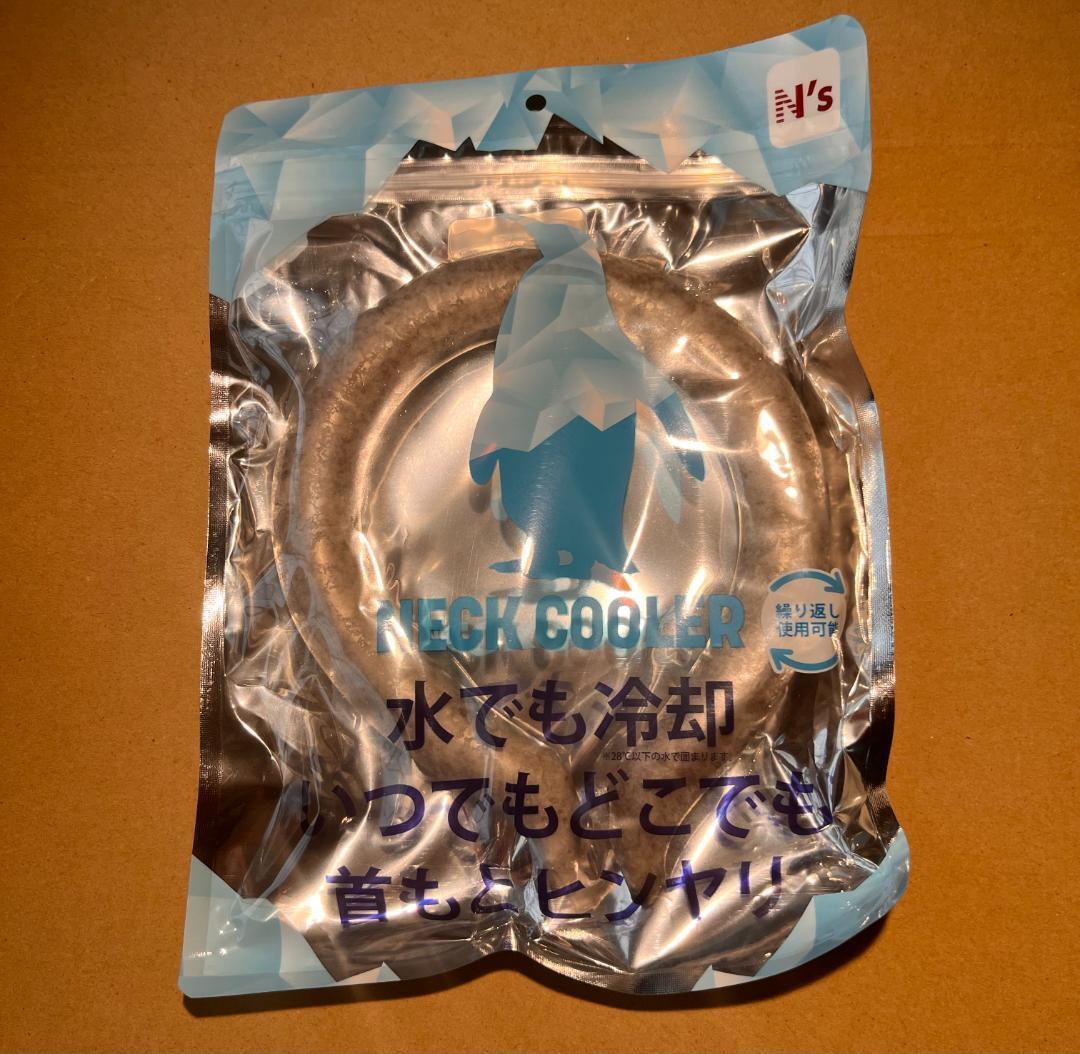 N's
NECK COOLER
繰り返し
使用可能
水でも冷却
※28℃以下の水で固まります。
いつでもどこでも
首もとヒンヤリ